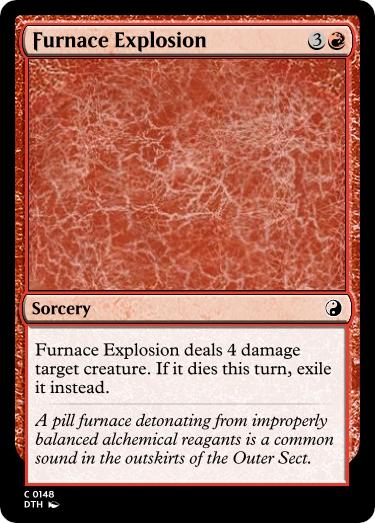 Furnace Explosion 3
Sorcery
Furnace Explosion deals 4 damage
target creature. If it dies this turn, exile
it instead.
A pill furnace detonating from improperly
balanced alchemical reagants is a common
sound in the outskirts of the Outer Sect.
C 0148
DTH